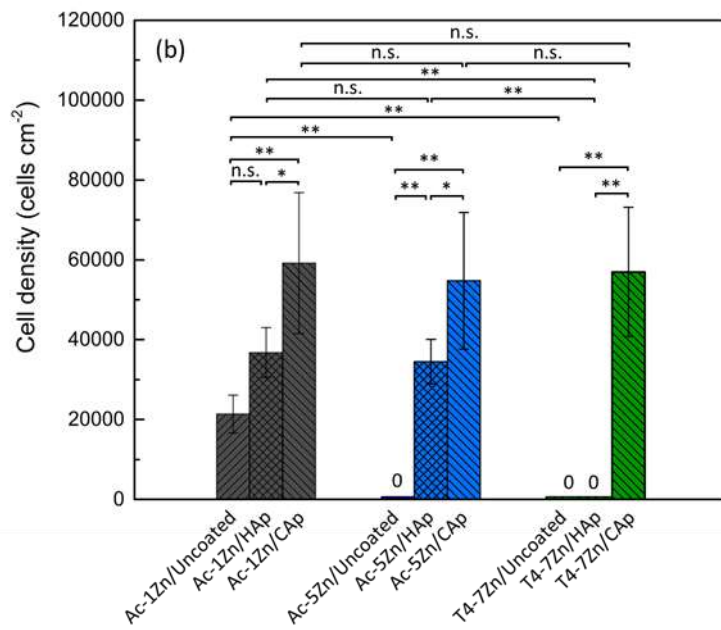 120000
100000
80000
60000
40000
20000
0
Cell density (cells cm-2)
(b)
n.s.
n.s.
n.s.
**
n.s.
**
**
**
**
**
**
n.s.
*
**
*
**
0
0
0
Ac-1Zn/Uncoated
Ac-1Zn/HAp
Ac-1Zn/CAp
Ac-5Zn/Uncoated
Ac-5Zn/HAp
Ac-5Zn/CAp
T4-7Zn/Uncoated
T4-7Zn/HAp
T4-7Zn/CAp